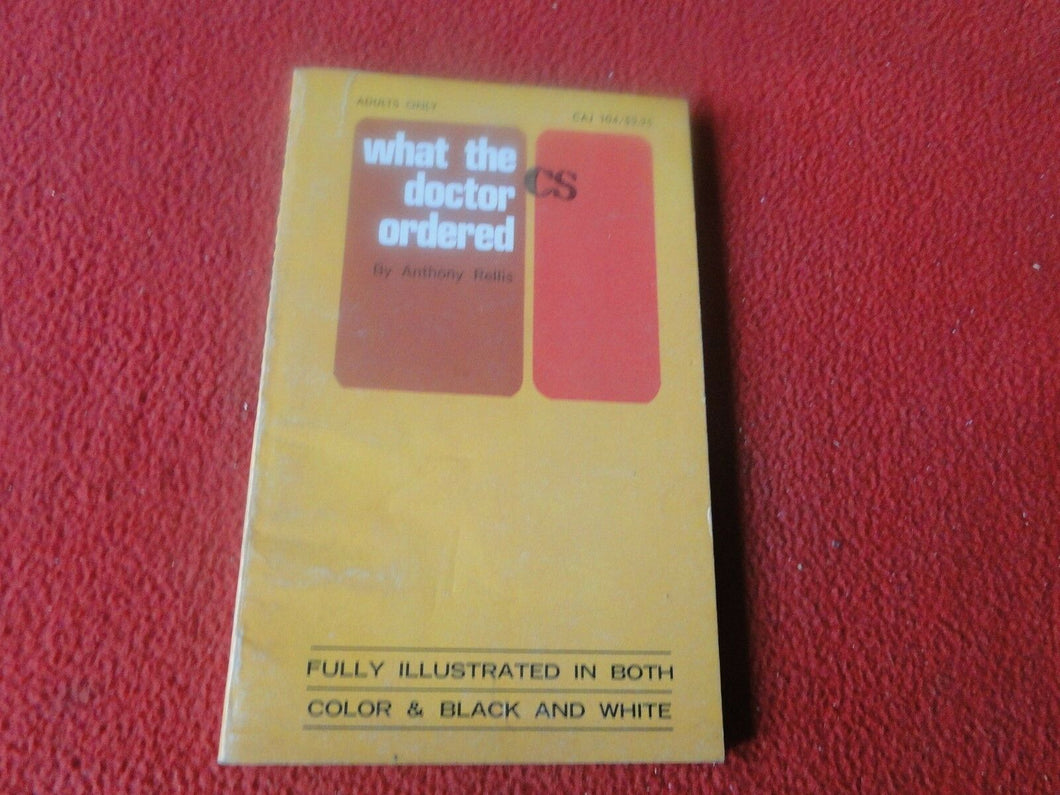 ADULTS ONLY
CAJ 104/$3.95
what the
doctor
ordered
CS
By Anthony Rellis
FULLY ILLUSTRATED IN BOTH
COLOR & BLACK AND WHITE